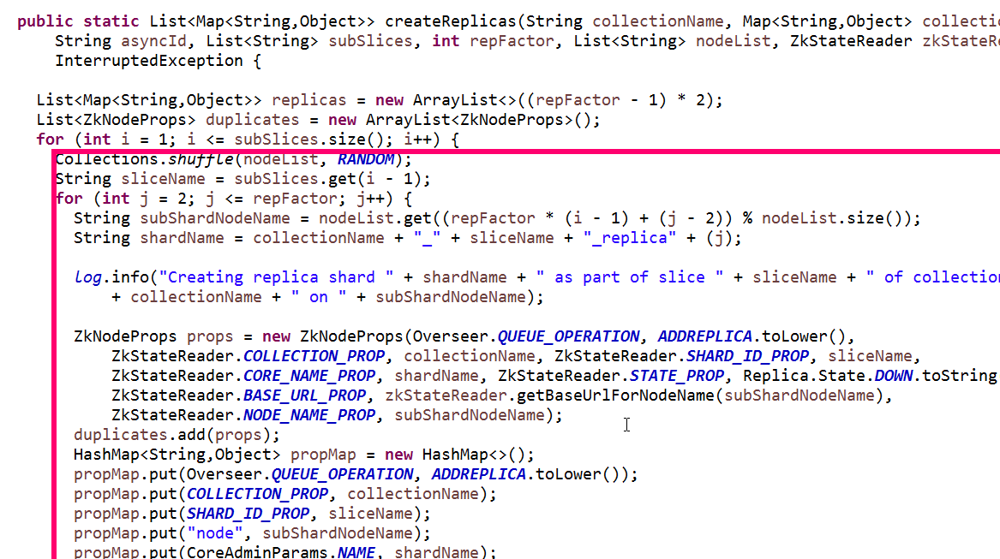 public static List<Map<String,Object>> createReplicas(String collectionName, Map<String,Object> collectio
String asyncId, List<String> subSlices, int repFactor, List<String> nodeList, ZkStateReader zkStateRe
InterruptedException {
List<Map<String,Object>> replicas = new ArrayList<>((repFactor - 1) * 2);
List<ZkNodeProps> duplicates = new ArrayList<ZkNodeProps>();
for (int i = 1; i <= subSlices.size(); i++) {
Collections.shuffle(nodeList, RANDOM);
String sliceName = subSlices.get(i - 1);
for (int j = 2; j <= repFactor; j++) {
String subShardNodeName = nodeList.get((repFactor * (i - 1) + (j - 2)) % nodeList.size());
String shardName = collectionName + "_" + sliceName + "_replica" + (j);
log.info("Creating replica shard " + shardName + " as part of slice " + sliceName + " of collection
+ collectionName + " on " + subShardNodeName);
ZkNodeProps props = new ZkNodeProps(Overseer.QUEUE_OPERATION, ADDREPLICA.toLower(),
ZkStateReader.COLLECTION_PROP, collectionName, ZkStateReader.SHARD_ID_PROP, sliceName,
ZkStateReader.CORE_NAME_PROP, shardName, ZkStateReader.STATE_PROP, Replica.State.DOWN.toString
ZkStateReader.BASE_URL_PROP, zkStateReader.getBaseUrlForNodeName(subShardNodeName),
ZkStateReader.NODE_NAME_PROP, subShardNodeName);
duplicates.add(props);
HashMap<String,Object> propMap = new HashMap<>();
propMap.put(Overseer.QUEUE_OPERATION, ADDREPLICA.toLower());
propMap.put(COLLECTION_PROP, collectionName);
propMap.put(SHARD_ID_PROP, sliceName);
propMap.put("node", subShardNodeName);
propMap.put(CoreAdminParams.NAME, shardName);